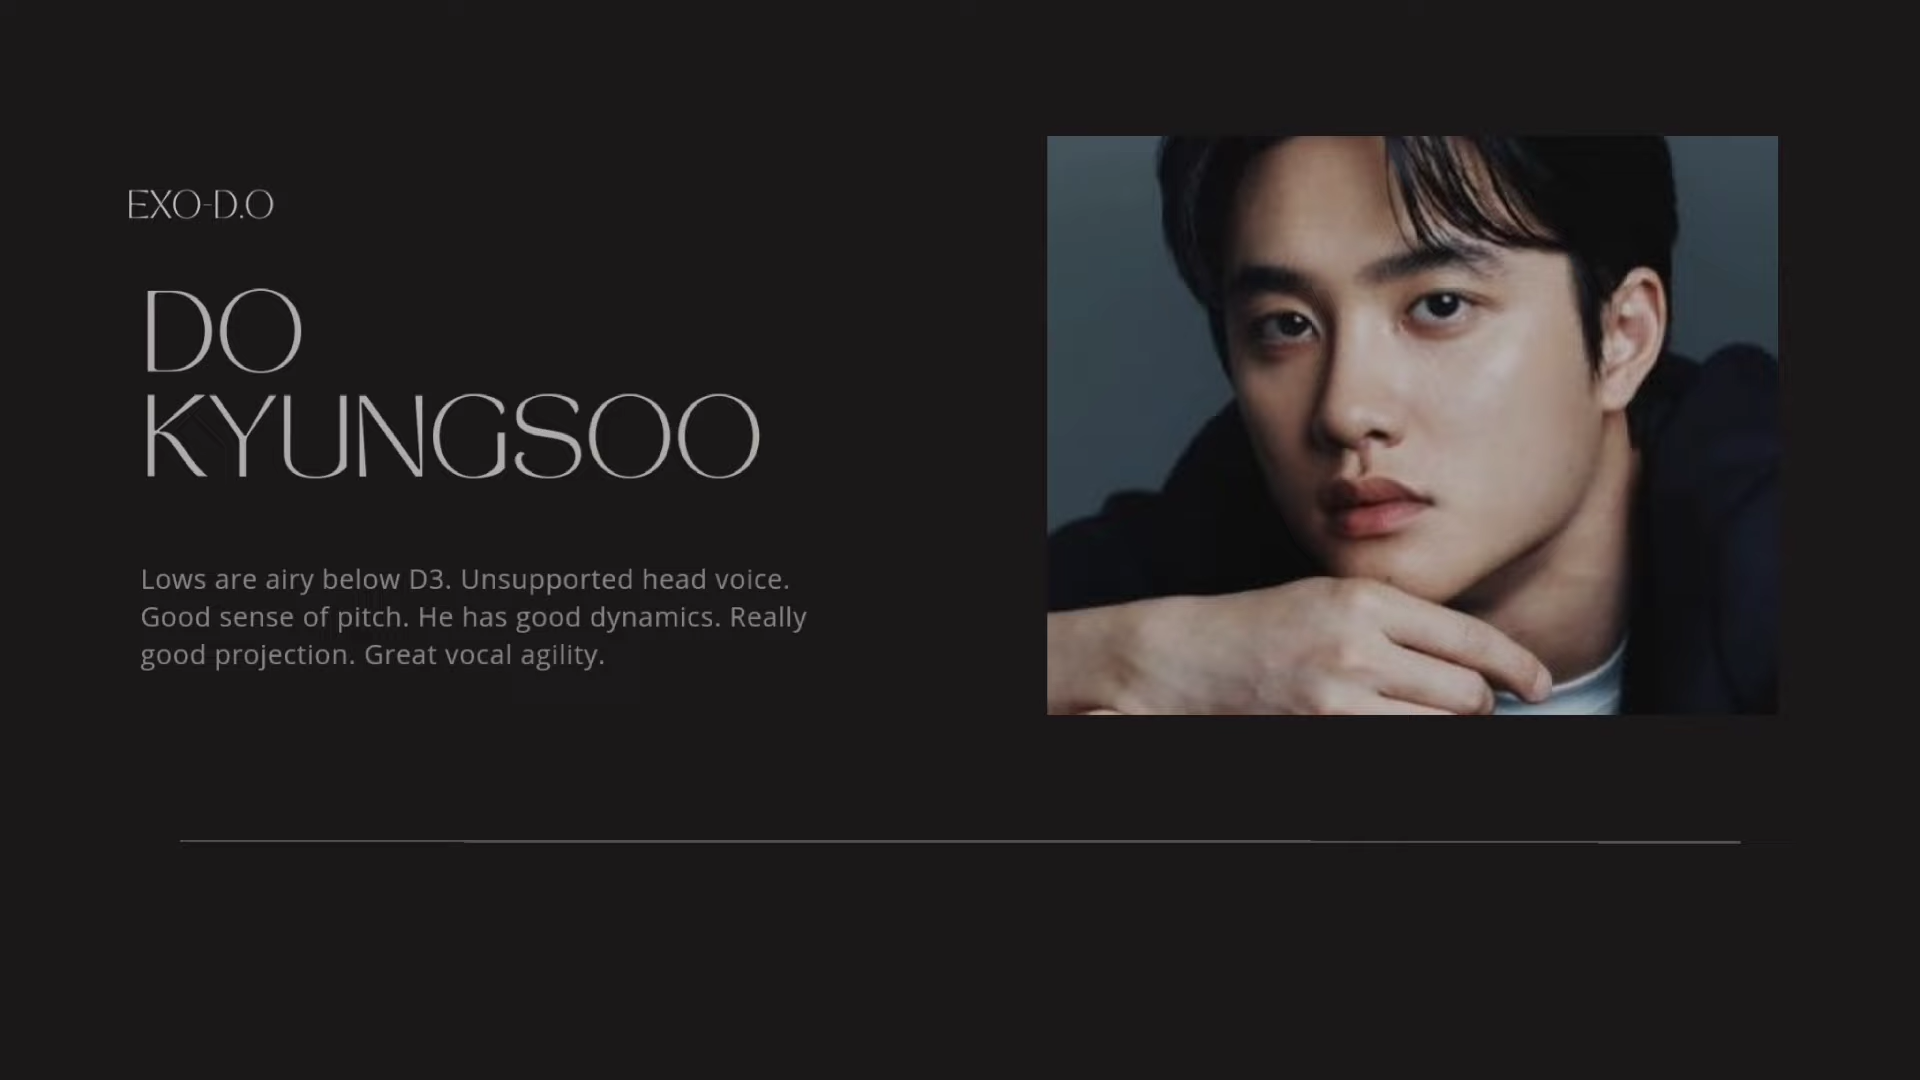 EXO-D.O
DO
KYUNGSOO
Lows are airy below D3. Unsupported head voice.
Good sense of pitch. He has good dynamics. Really
good projection. Great vocal agility.